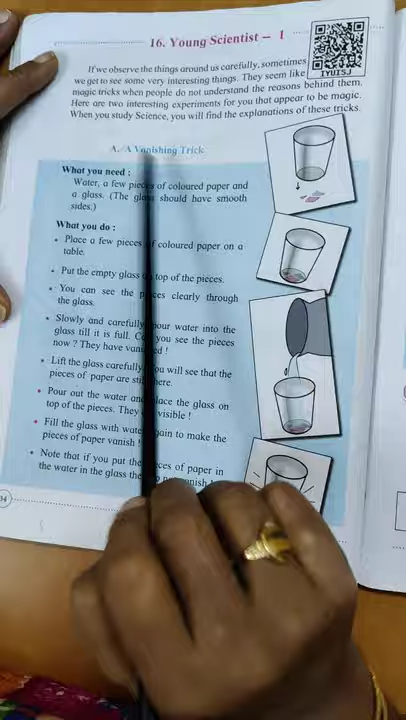 16. Young Scientist – 1
IYUISJ
If we observe the things around us carefully, sometimes
we get to see some very interesting things. They seem like
magic tricks when people do not understand the reasons behind them.
Here are two interesting experiments for you that appear to be magic.
When you study Science, you will find the explanations of these tricks.
A. A Vanishing Trick
What you need :
Water, a few pieces of coloured paper and
a glass. (The glass should have smooth
sides.)
What you do :
• Place a few pieces of coloured paper on a
table.
• Put the empty glass on top of the pieces.
• You can see the pieces clearly through
the glass.
• Slowly and carefully pour water into the
glass till it is full. Can you see the pieces
now ? They have vanished !
• Lift the glass carefully. You will see that the
pieces of paper are still there.
• Pour out the water and place the glass on
top of the pieces. They are visible !
• Fill the glass with water again to make the
pieces of paper vanish !
• Note that if you put the pieces of paper in
the water in the glass they
34